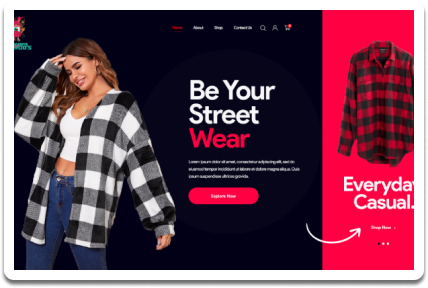 Home About Shop Contact Us
Be Your
Street
Wear
Lorem ipsum dolor sit amet, consectetur adipiscing elit, sed do
eiusmod tempor incididunt ut labore et dolore magna aliqua. Quis
ipsum suspendisse ultrices gravida.
Explore Now
Everyday
Casual.
Shop Now